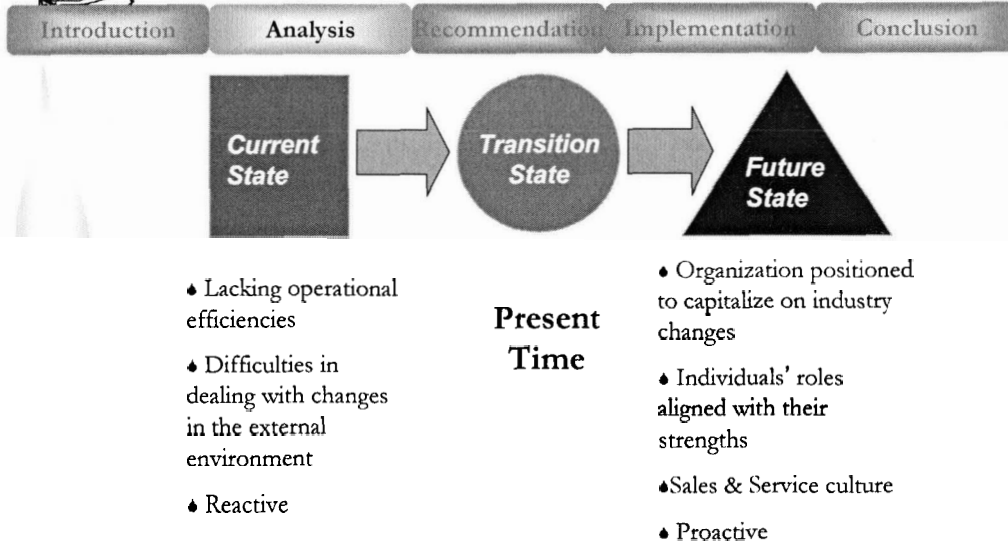 Introduction
Analysis
Recommendation
Implementation
Conclusion
Current
State
Transition
State
Future
State
♠ Lacking operational
efficiencies
♠ Difficulties in
dealing with changes
in the external
environment
♠ Reactive
Present
Time
♠ Organization positioned
to capitalize on industry
changes
♠ Individuals' roles
aligned with their
strengths
♠Sales & Service culture
♠ Proactive